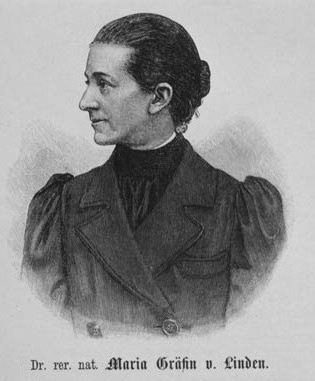 Dr. rer. nat. Maria Gräfin v. Linden.